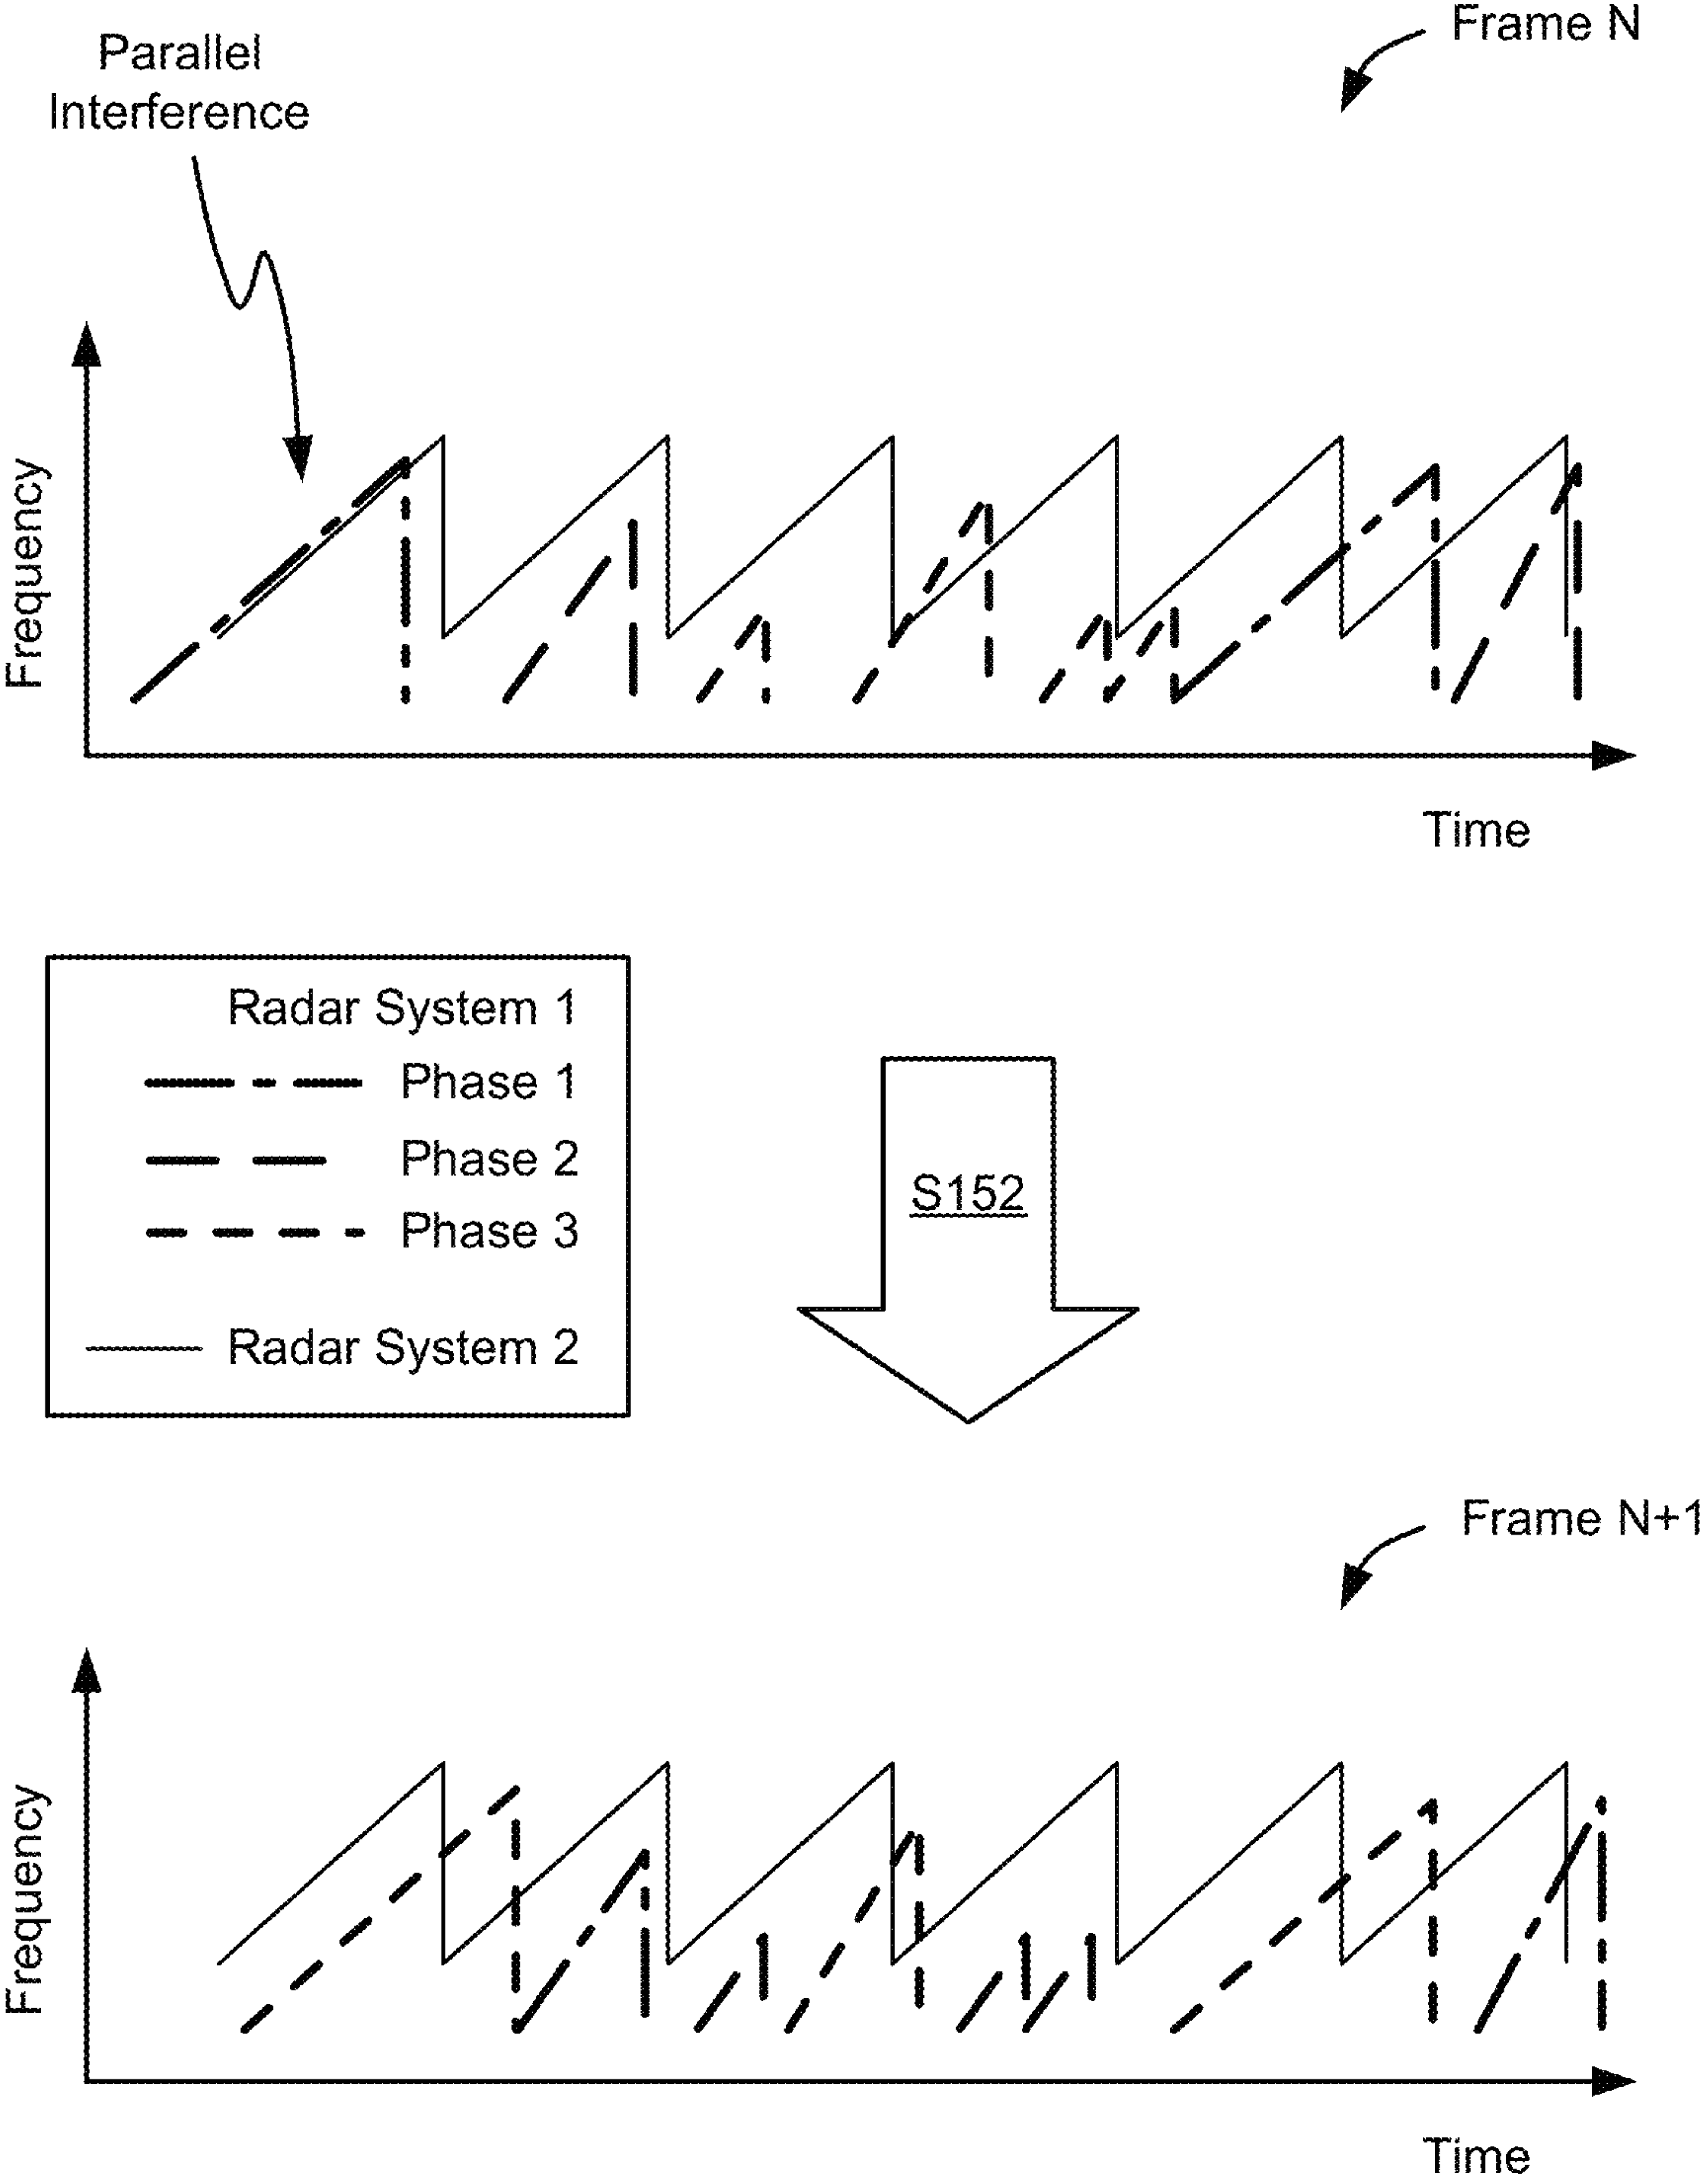 Frame N
Parallel
Interference
Frequency
Time
Radar System 1
Phase 1
Phase 2
Phase 3
Radar System 2
S152
Frame N+1
Frequency
Time